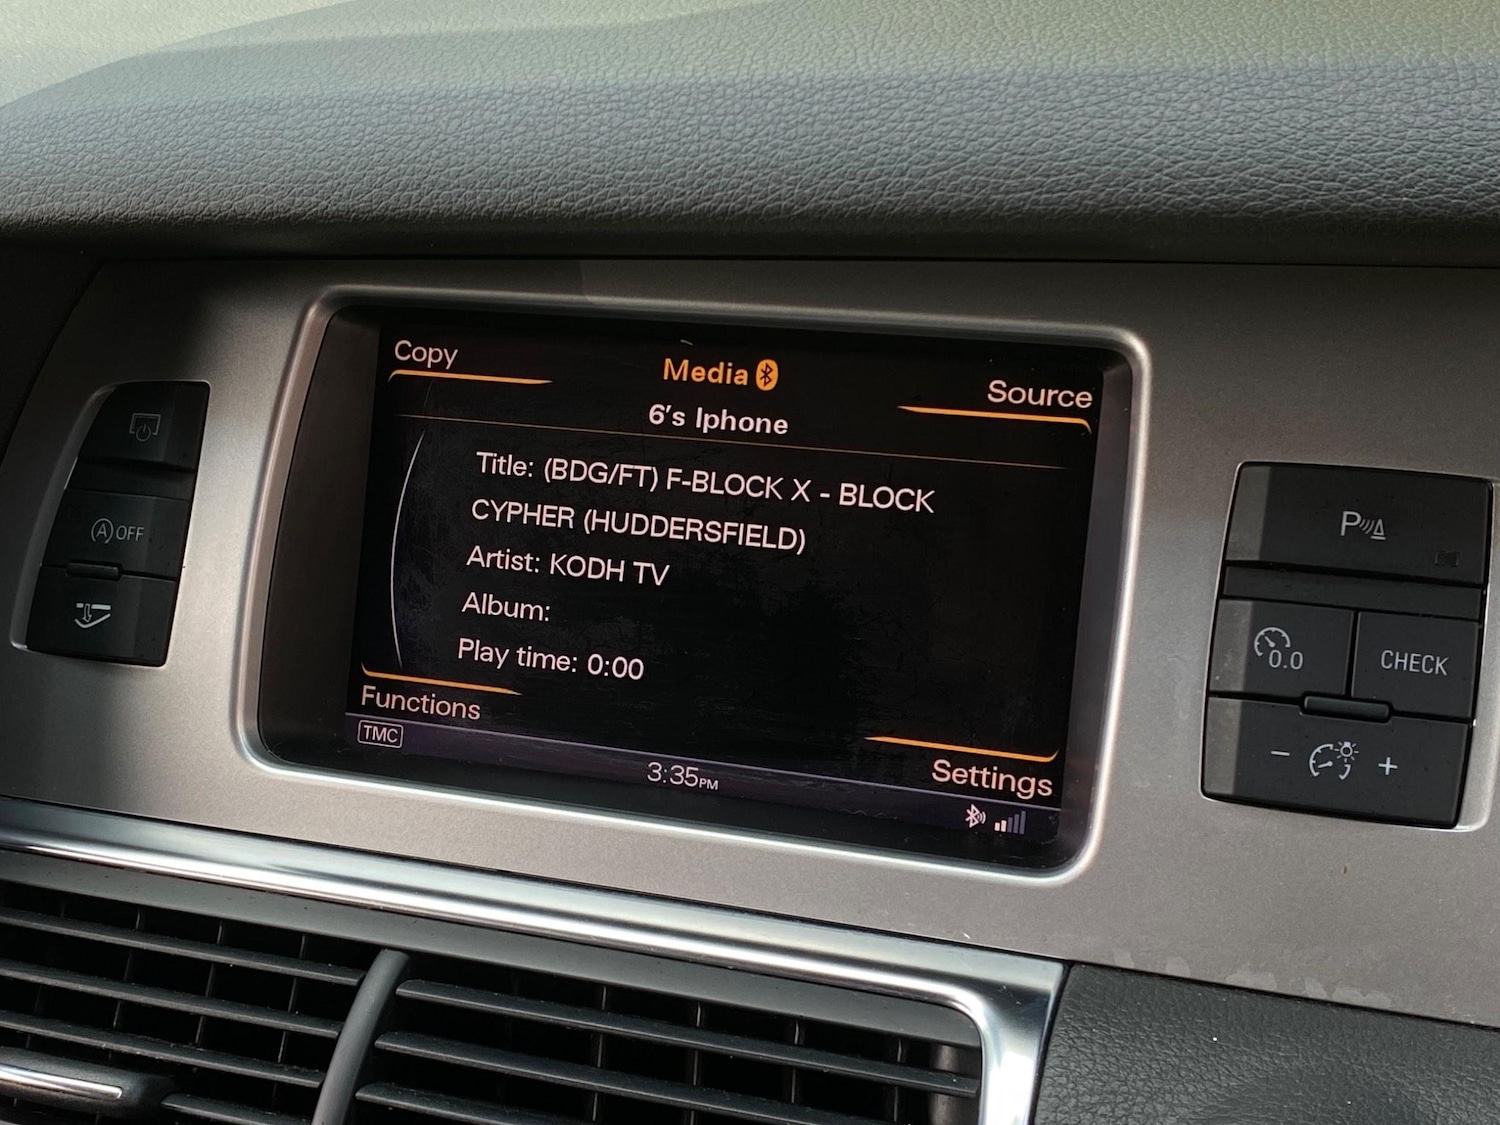 Copy
Media
Source
6's Iphone
Title: (BDG/FT) F-BLOCK X - BLOCK
CYPHER (HUDDERSFIELD)
Artist: KODH TV
Album:
Play time: 0:00
Functions
TMC
Settings
3:35PM
A OFF
P
0.0
CHECK
- +